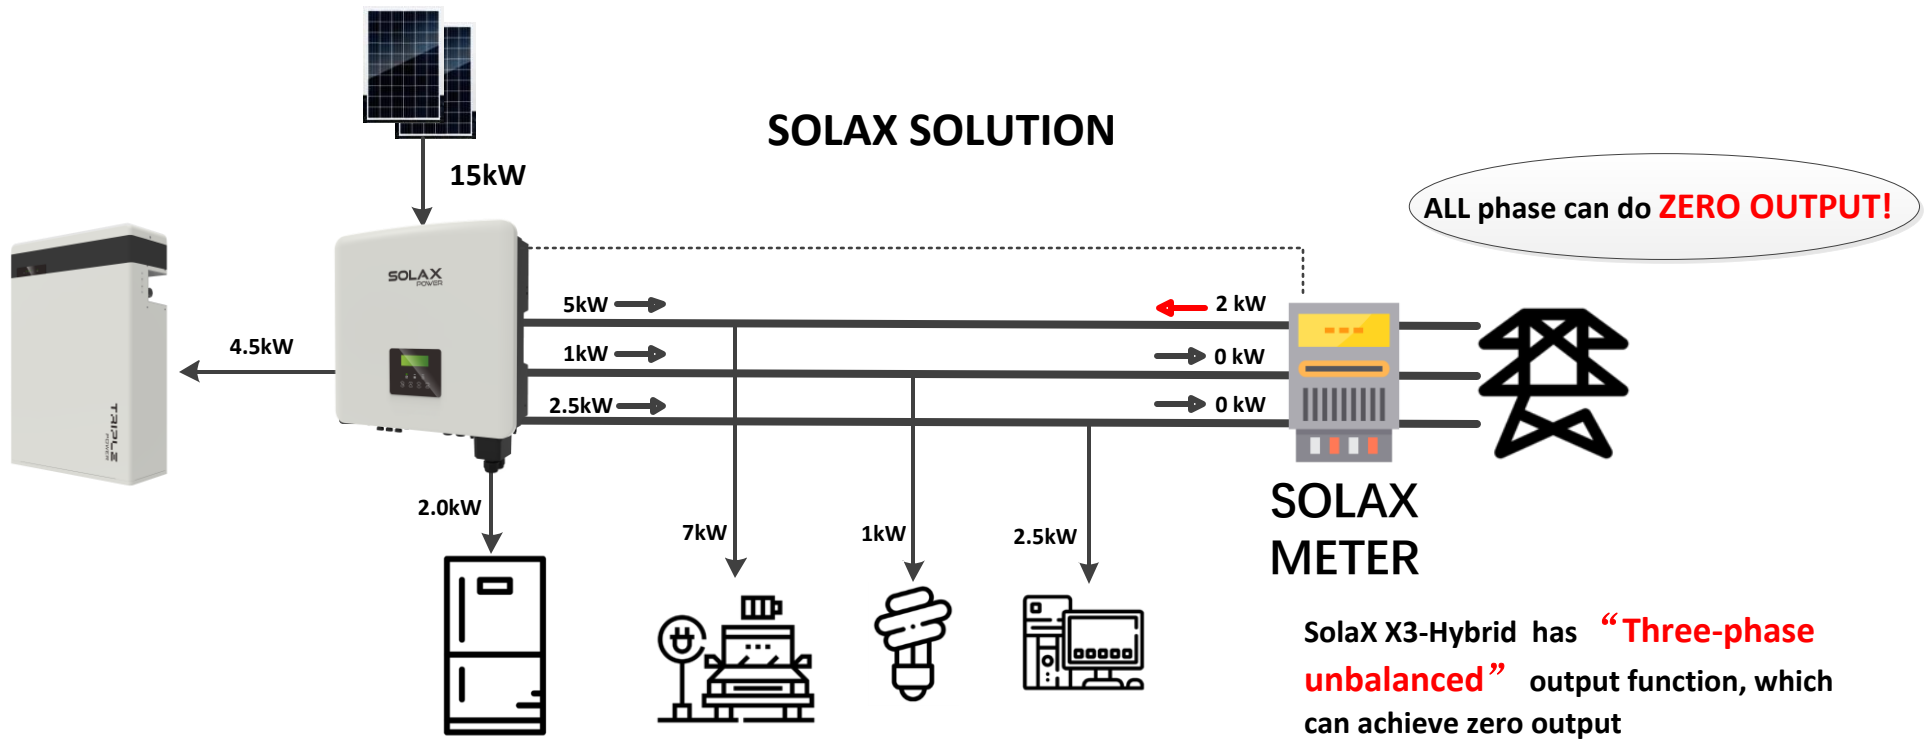 SOLAX SOLUTION
15kW
ALL phase can do ZERO OUTPUT!
SOLAX
POWER
5kW
2 kW
4.5kW
1kW
0 kW
2.5kW
0 kW
TRIPLE
POWER
2.0kW
7kW
1kW
2.5kW
SOLAX
METER
SolaX X3-Hybrid has “Three-phase
unbalanced” output function, which
can achieve zero output